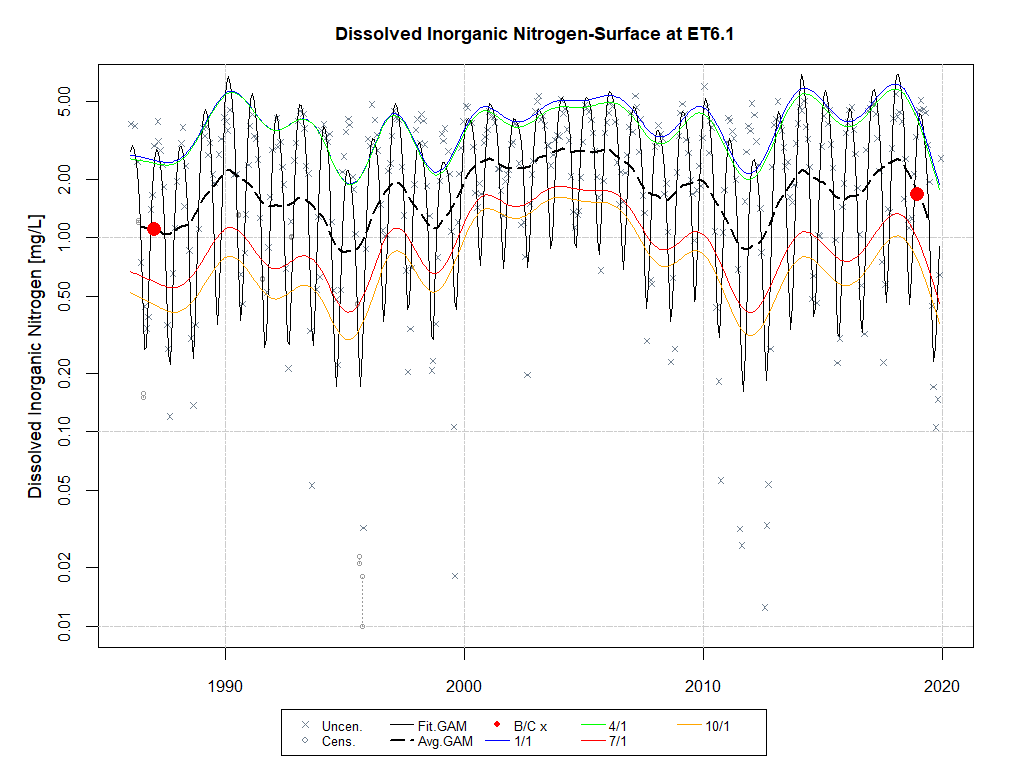 Dissolved Inorganic Nitrogen-Surface at ET6.1
Dissolved Inorganic Nitrogen [mg/L]
5.00
2.00
1.00
0.50
0.20
0.10
0.05
0.02
0.01
1990 2000 2010 2020
Uncen. Fit.GAM B/C x 4/1 10/1
Cens. Avg.GAM 1/1 7/1